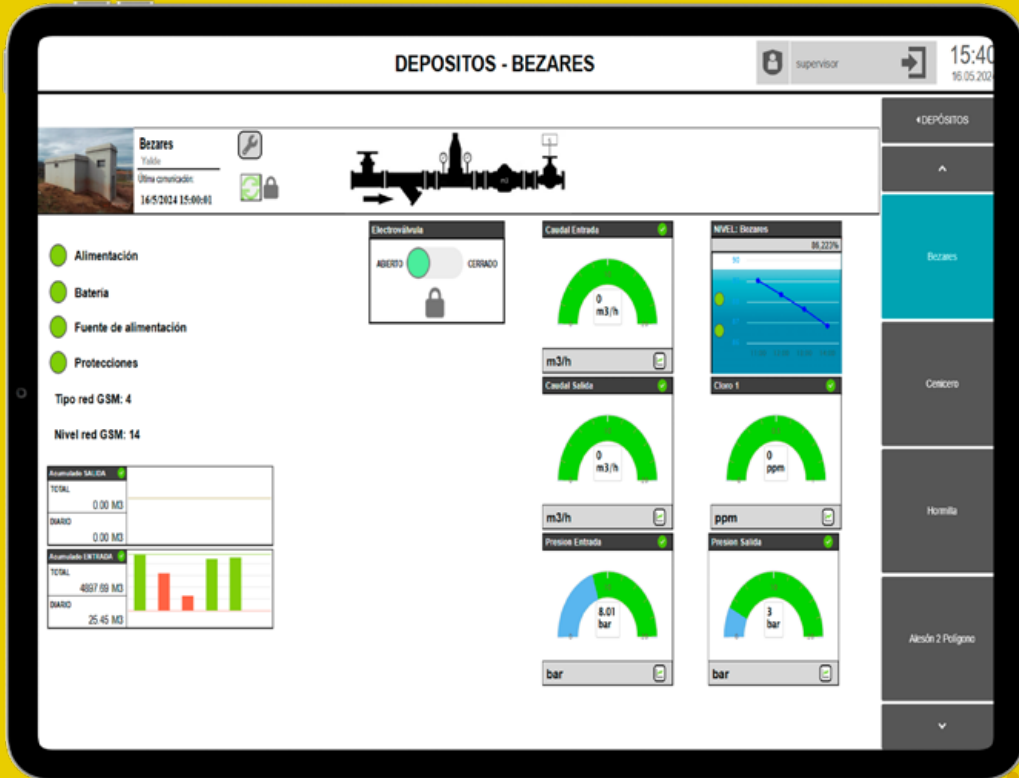 DEPOSITOS - BEZARES
supervisor
15:40
16.05.202
DEPÓSITOS
Bezares
Yalde
Última comunicación:
16/5/2024 15:00:01
S
m3
Alimentación
Batería
Fuente de alimentación
Protecciones
Tipo red GSM: 4
Nivel red GSM: 14
Acumulado SALIDA
TOTAL
0.00 M3
DIARIO
0.00 M3
Acumulado ENTRADA
TOTAL
4897.69 M3
DIARIO
25.45 M3
Electroválvula
ABIERTO
CERRADO
Caudal Entrada
0
m3/h
m3/h
NIVEL: Bezares
86,223%
90
Caudal Salida
0
m3/h
m3/h
Cloro 1
0
ppm
ppm
Presion Entrada
8.01
bar
bar
Presion Salida
3
bar
bar
Bezares
Cenicero
Hormilla
Alesón 2 Polígono